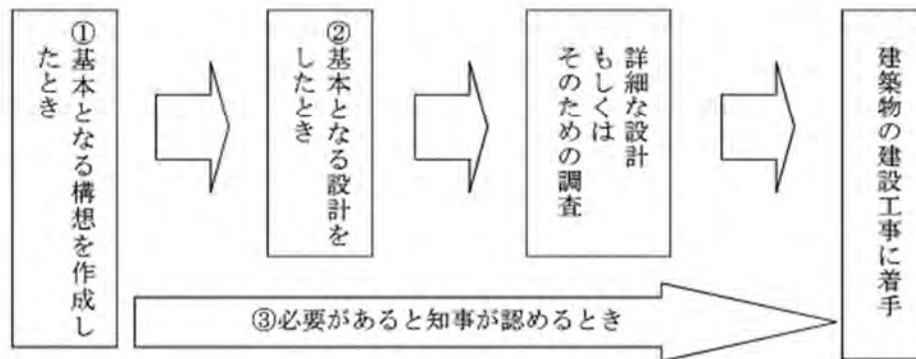 ①基本となる構想を作成し
たとき
②基本となる設計を
したとき
詳細な設計
もしくは
そのための調査
建築物の建設工事に着手
③必要があると知事が認めるとき